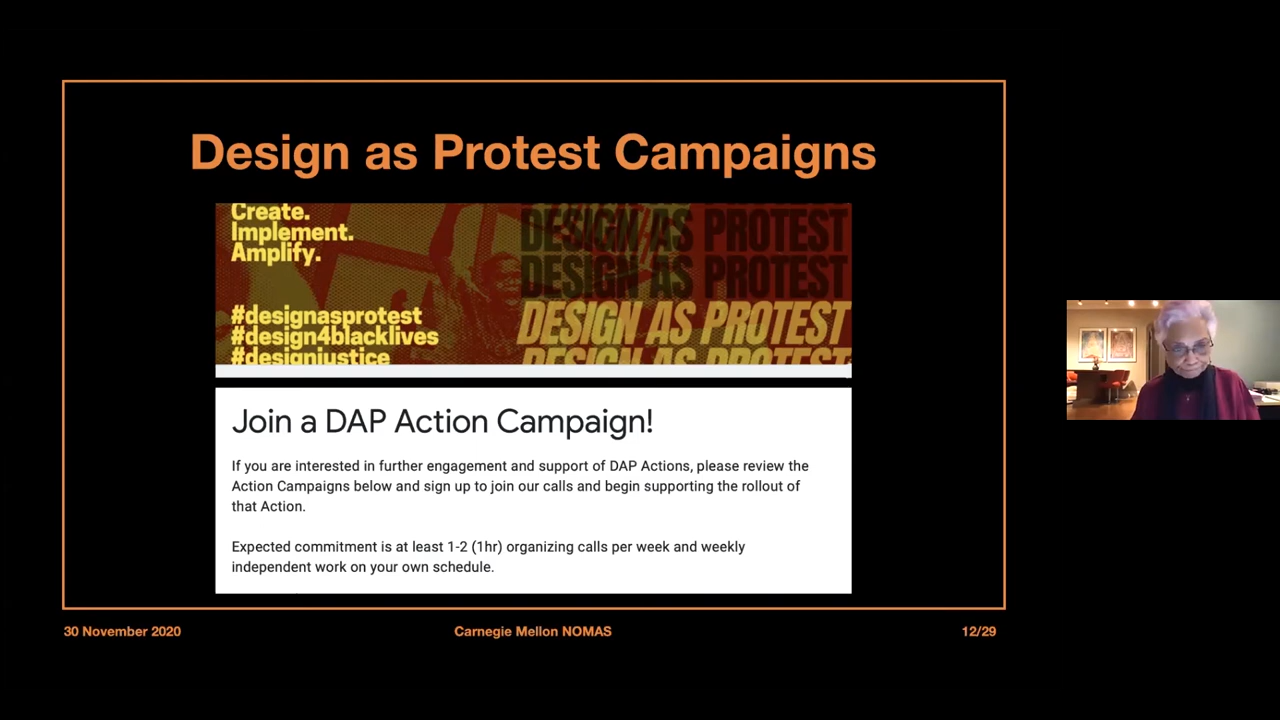 Design as Protest Campaigns
Create.
Implement.
Amplify.
#designasprotest
#design4blacklives
#designjustice
DESIGN AS PROTEST
DESIGN AS PROTEST
DESIGN AS PROTEST
DESIGN AS PROTEST
Join a DAP Action Campaign!
If you are interested in further engagement and support of DAP Actions, please review the
Action Campaigns below and sign up to join our calls and begin supporting the rollout of
that Action.
Expected commitment is at least 1-2 (1hr) organizing calls per week and weekly
independent work on your own schedule.
30 November 2020
Carnegie Mellon NOMAS
12/29